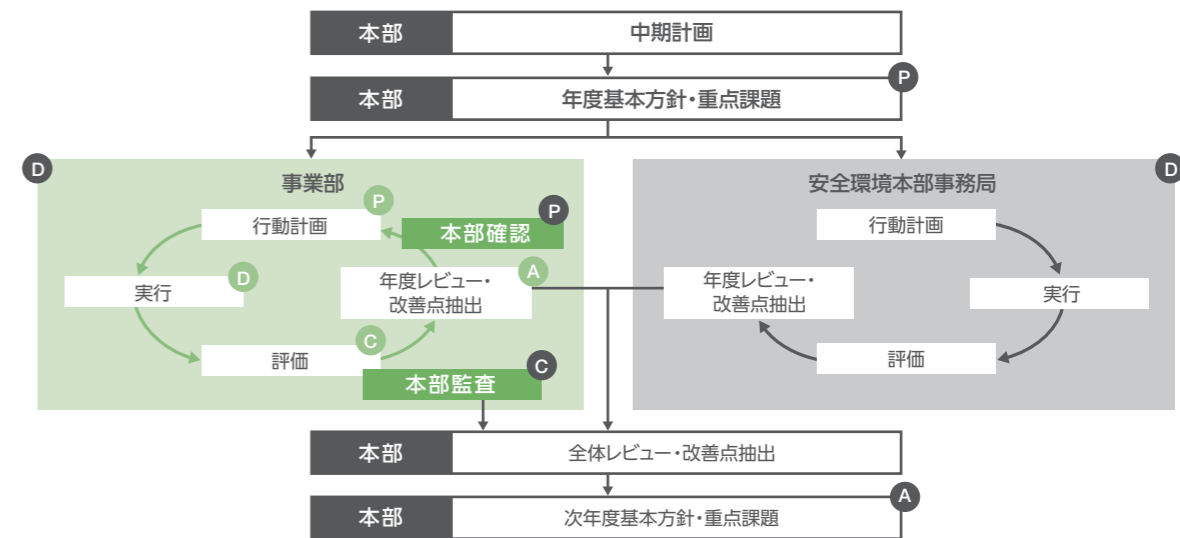 本部 中期計画
本部 年度基本方針・重点課題 P
D 事業部
行動計画 P
本部確認 P
実行 D
年度レビュー・
改善点抽出 A
評価 C
本部監査 C
安全環境本部事務局 D
行動計画
年度レビュー・
改善点抽出
実行
評価
本部 全体レビュー・改善点抽出
本部 次年度基本方針・重点課題 A